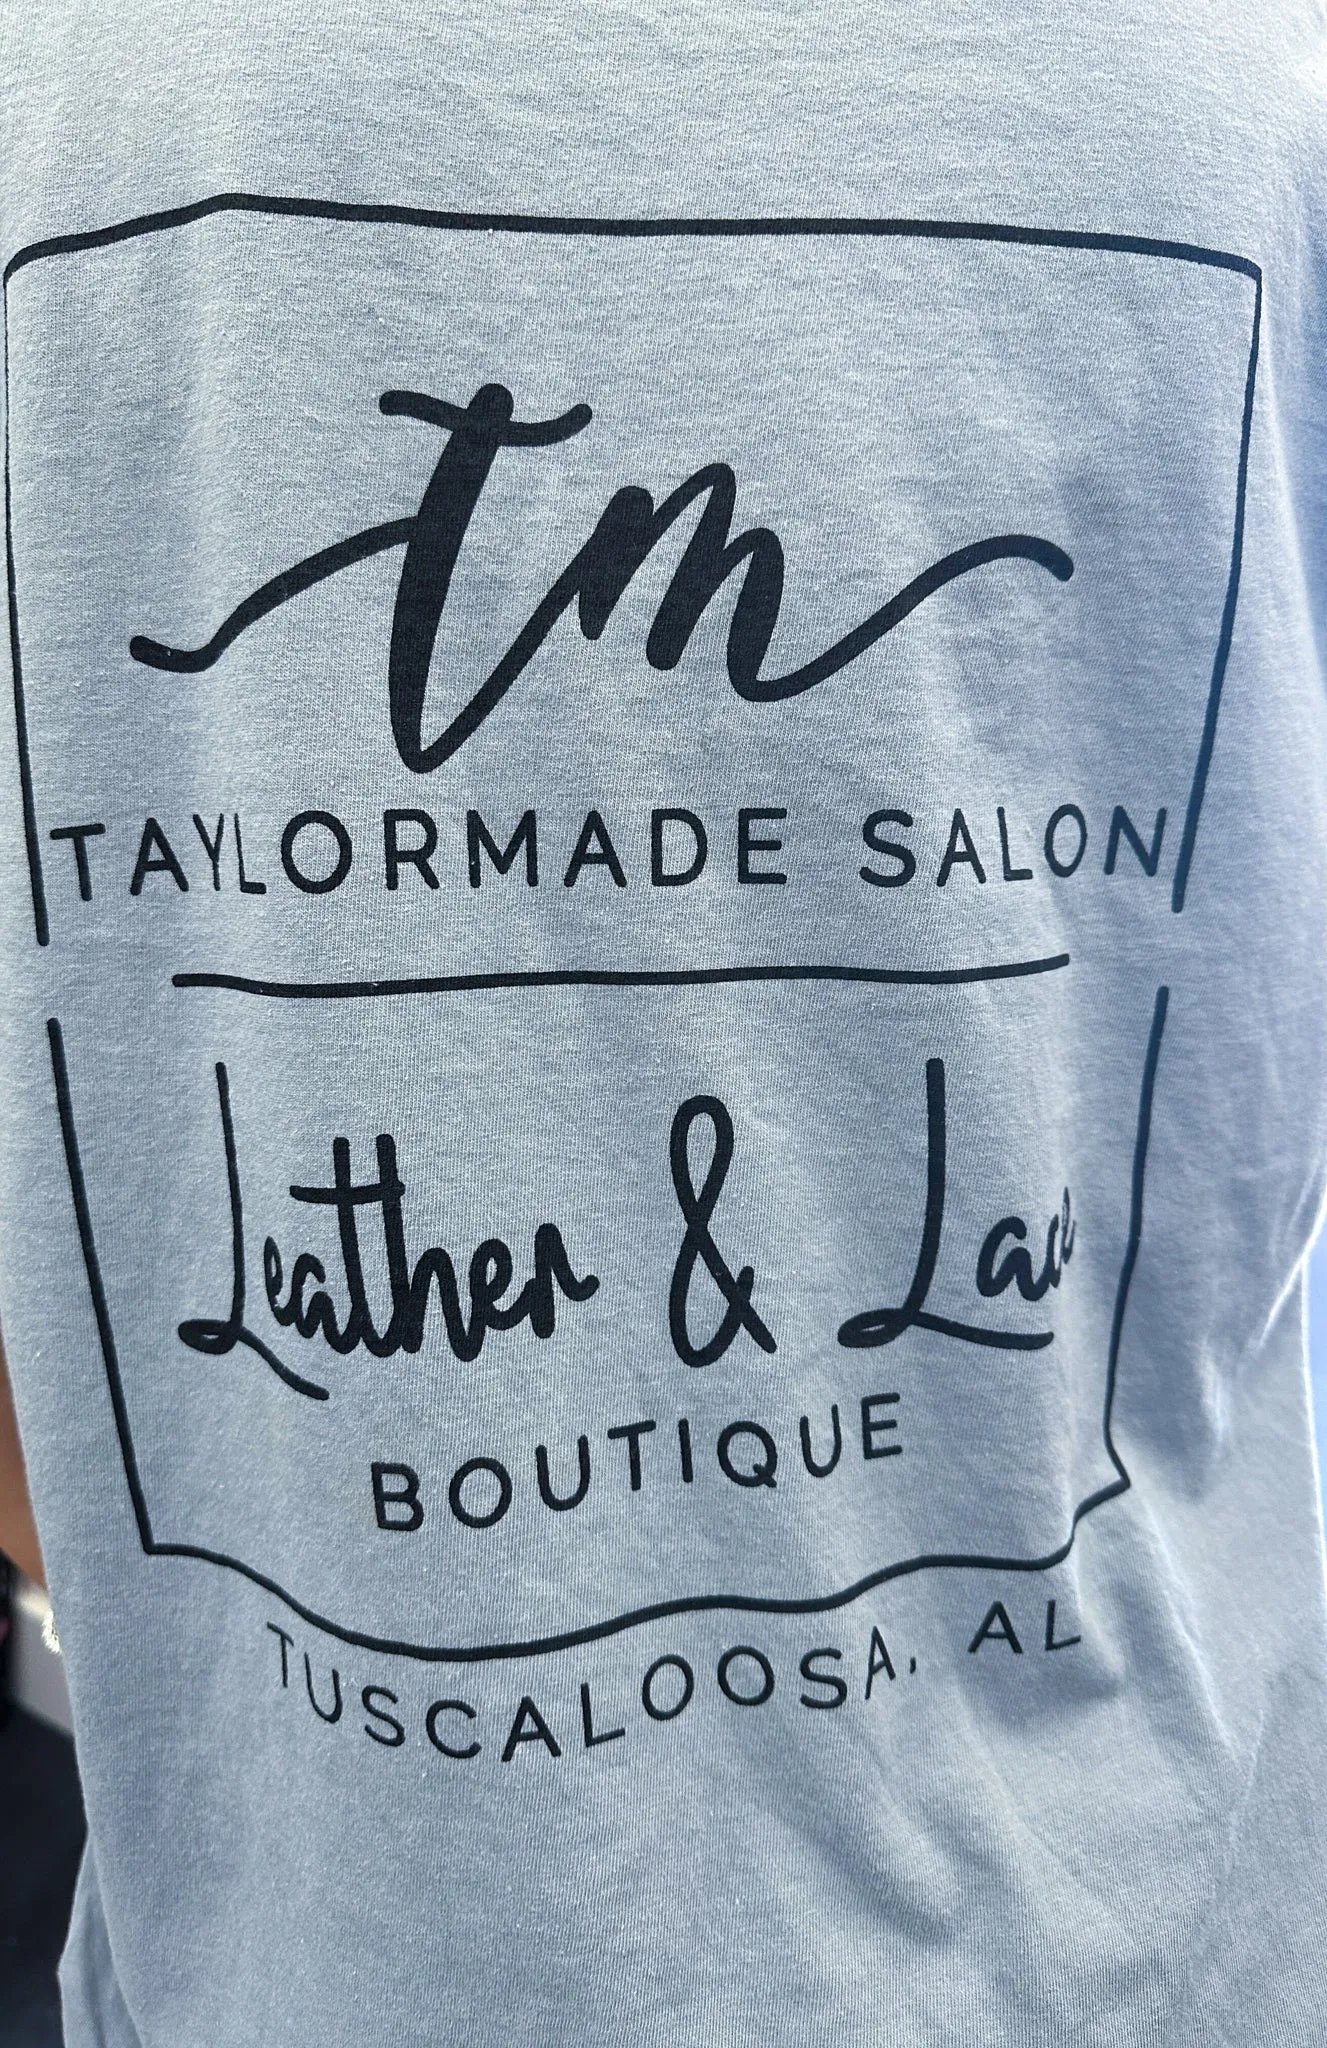 tm
TAYLORMADE SALON
Leather & Lace
BOUTIQUE
TUSCALOOSA, AL